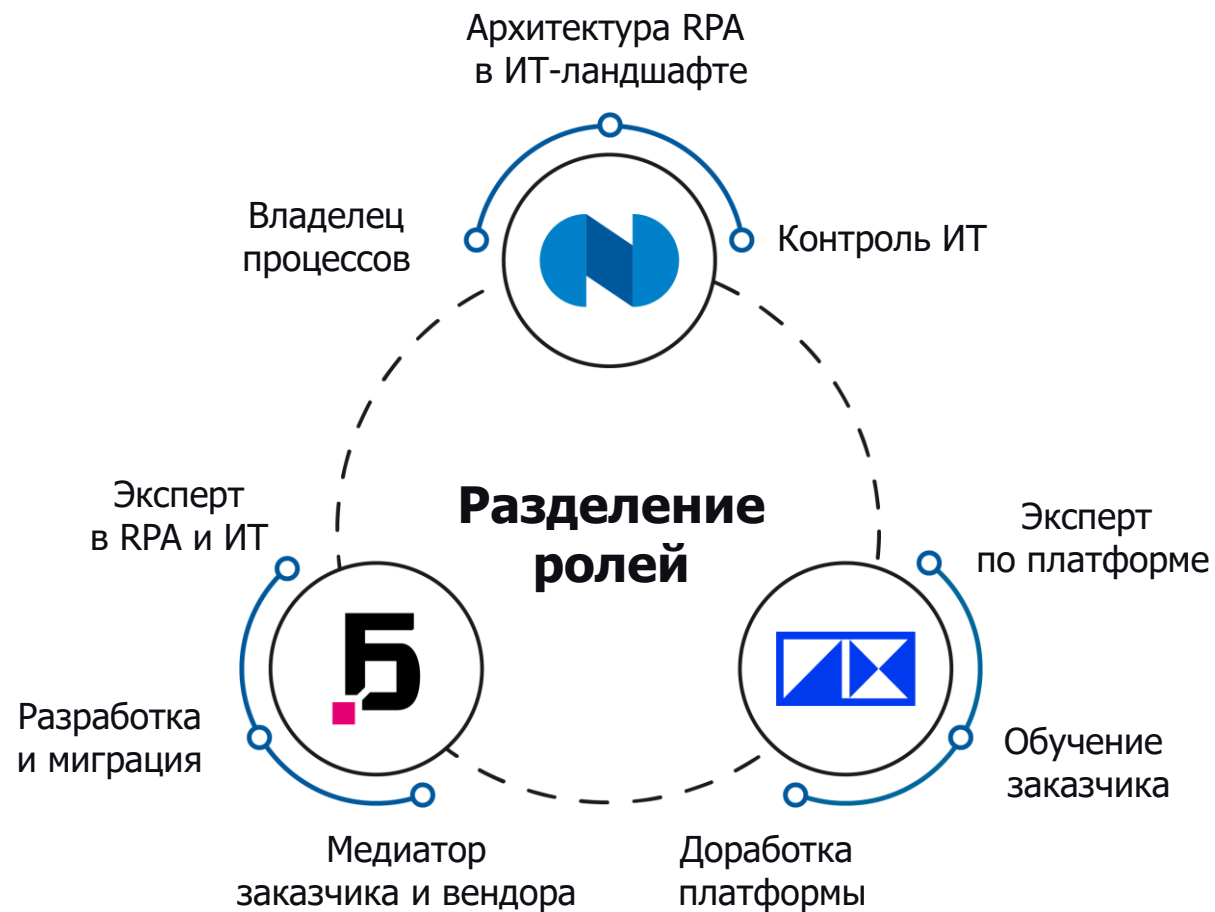 Архитектура RPA
в ИТ-ландшафте
Владелец
процессов
Контроль ИТ
Разделение
ролей
Эксперт
в RPA и ИТ
Эксперт
по платформе
Б
Разработка
и миграция
Обучение
заказчика
Медиатор
заказчика и вендора
Доработка
платформы